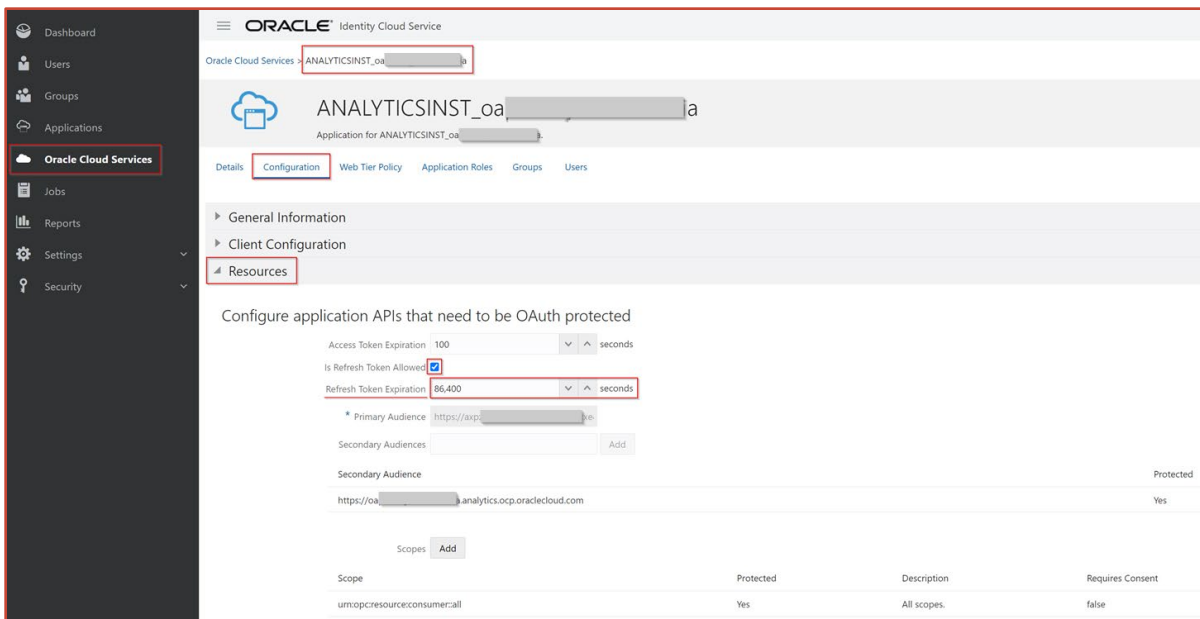 Dashboard
Users
Groups
Applications
Oracle Cloud Services
Jobs
Reports
Settings
Security
ORACLE® Identity Cloud Service
Oracle Cloud Services > ANALYTICSINST_oa a
ANALYTICSINST_oa ia
Application for ANALYTICSINST_oa a.
Details Configuration Web Tier Policy Application Roles Groups Users
General Information
Client Configuration
Resources
Configure application APIs that need to be OAuth protected
Access Token Expiration 100 seconds
Is Refresh Token Allowed
Refresh Token Expiration 86,400 seconds
* Primary Audience https://axp
Secondary Audiences Add
Secondary Audience Protected
https://oa a.analytics.ocp.oraclecloud.com Yes
Scopes Add
Scope Protected Description Requires Consent
urn:opc:resource:consumer::all Yes All scopes. false